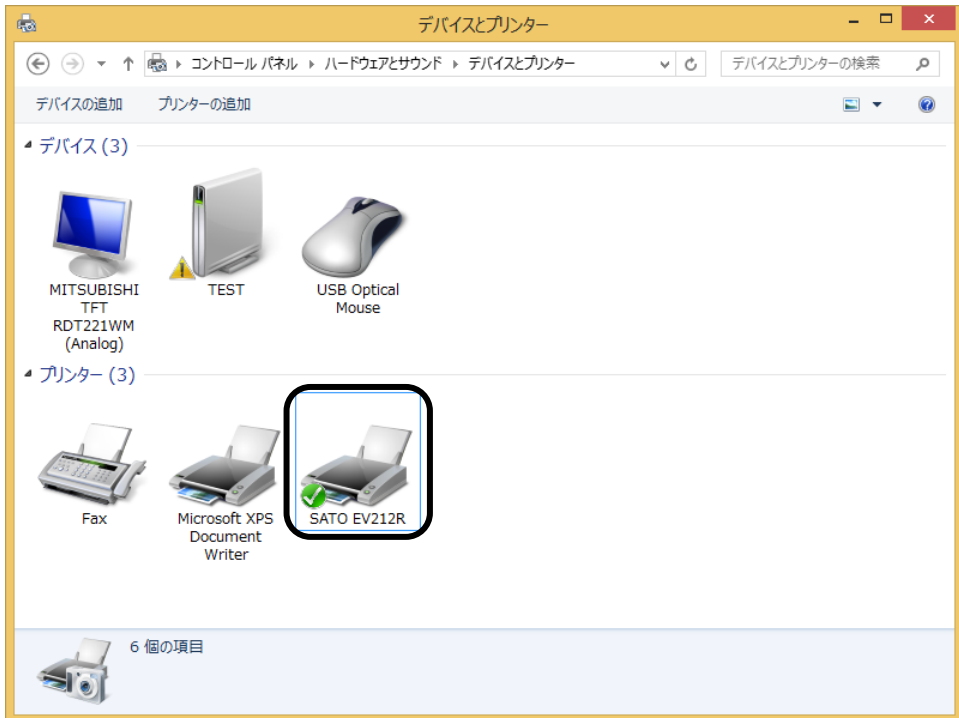 デバイスとプリンター
コントロール パネル ▸ ハードウェアとサウンド ▸ デバイスとプリンター
デバイスとプリンターの検索
デバイスの追加 プリンターの追加
デバイス (3)
MITSUBISHI
TFT
RDT221WM
(Analog)
TEST
USB Optical
Mouse
プリンター (3)
Fax
Microsoft XPS
Document
Writer
SATO EV212R
6 個の項目